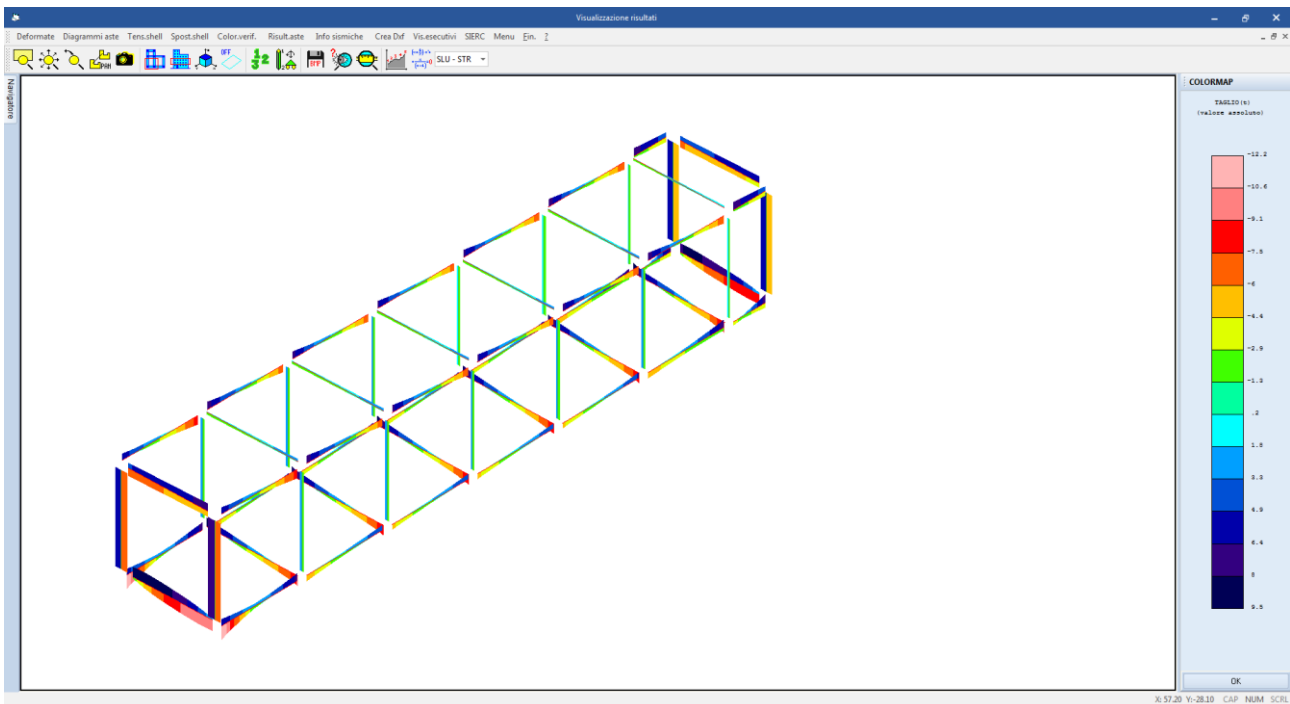 Visualizzazione risultati
Deformate Diagrammi aste Tens.shell Spost.shell Color.verif. Risult.aste Info sismiche Crea Dxf Vis.esecutivi SIERC Menu Fin. ?
OFF
PAN
SLU - STR
Navigatore
COLORMAP
TAGLIO(t)
(valore assoluto)
-12.2
-10.6
-9.1
-7.5
-6
-4.4
-2.9
-1.3
.2
1.8
3.3
4.9
6.4
8
9.5
OK
X: 57.20 Y:-28.10 CAP NUM SCRL